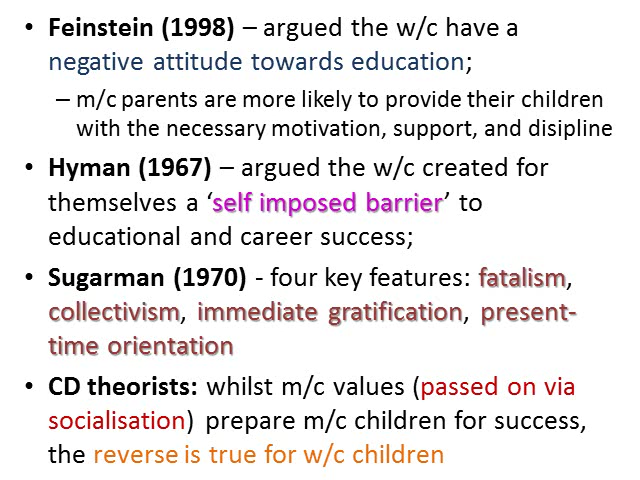 • Feinstein (1998) – argued the w/c have a
negative attitude towards education;
– m/c parents are more likely to provide their children
with the necessary motivation, support, and disipline
• Hyman (1967) – argued the w/c created for
themselves a ‘self imposed barrier’ to
educational and career success;
• Sugarman (1970) - four key features: fatalism,
collectivism, immediate gratification, present-
time orientation
• CD theorists: whilst m/c values (passed on via
socialisation) prepare m/c children for success,
the reverse is true for w/c children